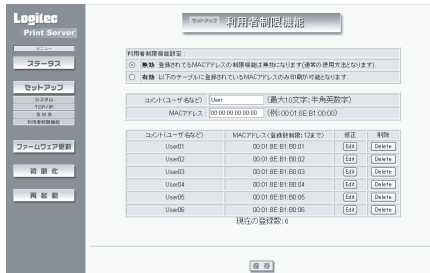 Logitec
Print Server
メニュー
ステータス
セットアップ
システム
TCP/IP
SMB
利用者制限機能
ファームウェア更新
初期化
再起動
セットアップ 利用者制限機能
利用者制限機能設定:
無効 登録されてるMACアドレスの制限機能は無効になります(通常の使用方法となります).
有効 以下のテーブルに登録されているMACアドレスのみ印刷が可能となります.
コメント(ユーザ名など): User (最大10文字:半角英数字)
MACアドレス: 00:00:00:00:00:00 (例:00:01:8E:B1:00:00)
コメント(ユーザ名など) MACアドレス(登録数制限:12まで) 修正 削除
User01 00:01:8E:B1:B0:01 Edit Delete
User02 00:01:8E:B1:B0:02 Edit Delete
User03 00:01:8E:B1:B0:03 Edit Delete
User04 00:01:8E:B1:B0:04 Edit Delete
User05 00:01:8E:B1:B0:05 Edit Delete
User06 00:01:8E:B1:B0:06 Edit Delete
現在の登録数:6
保存